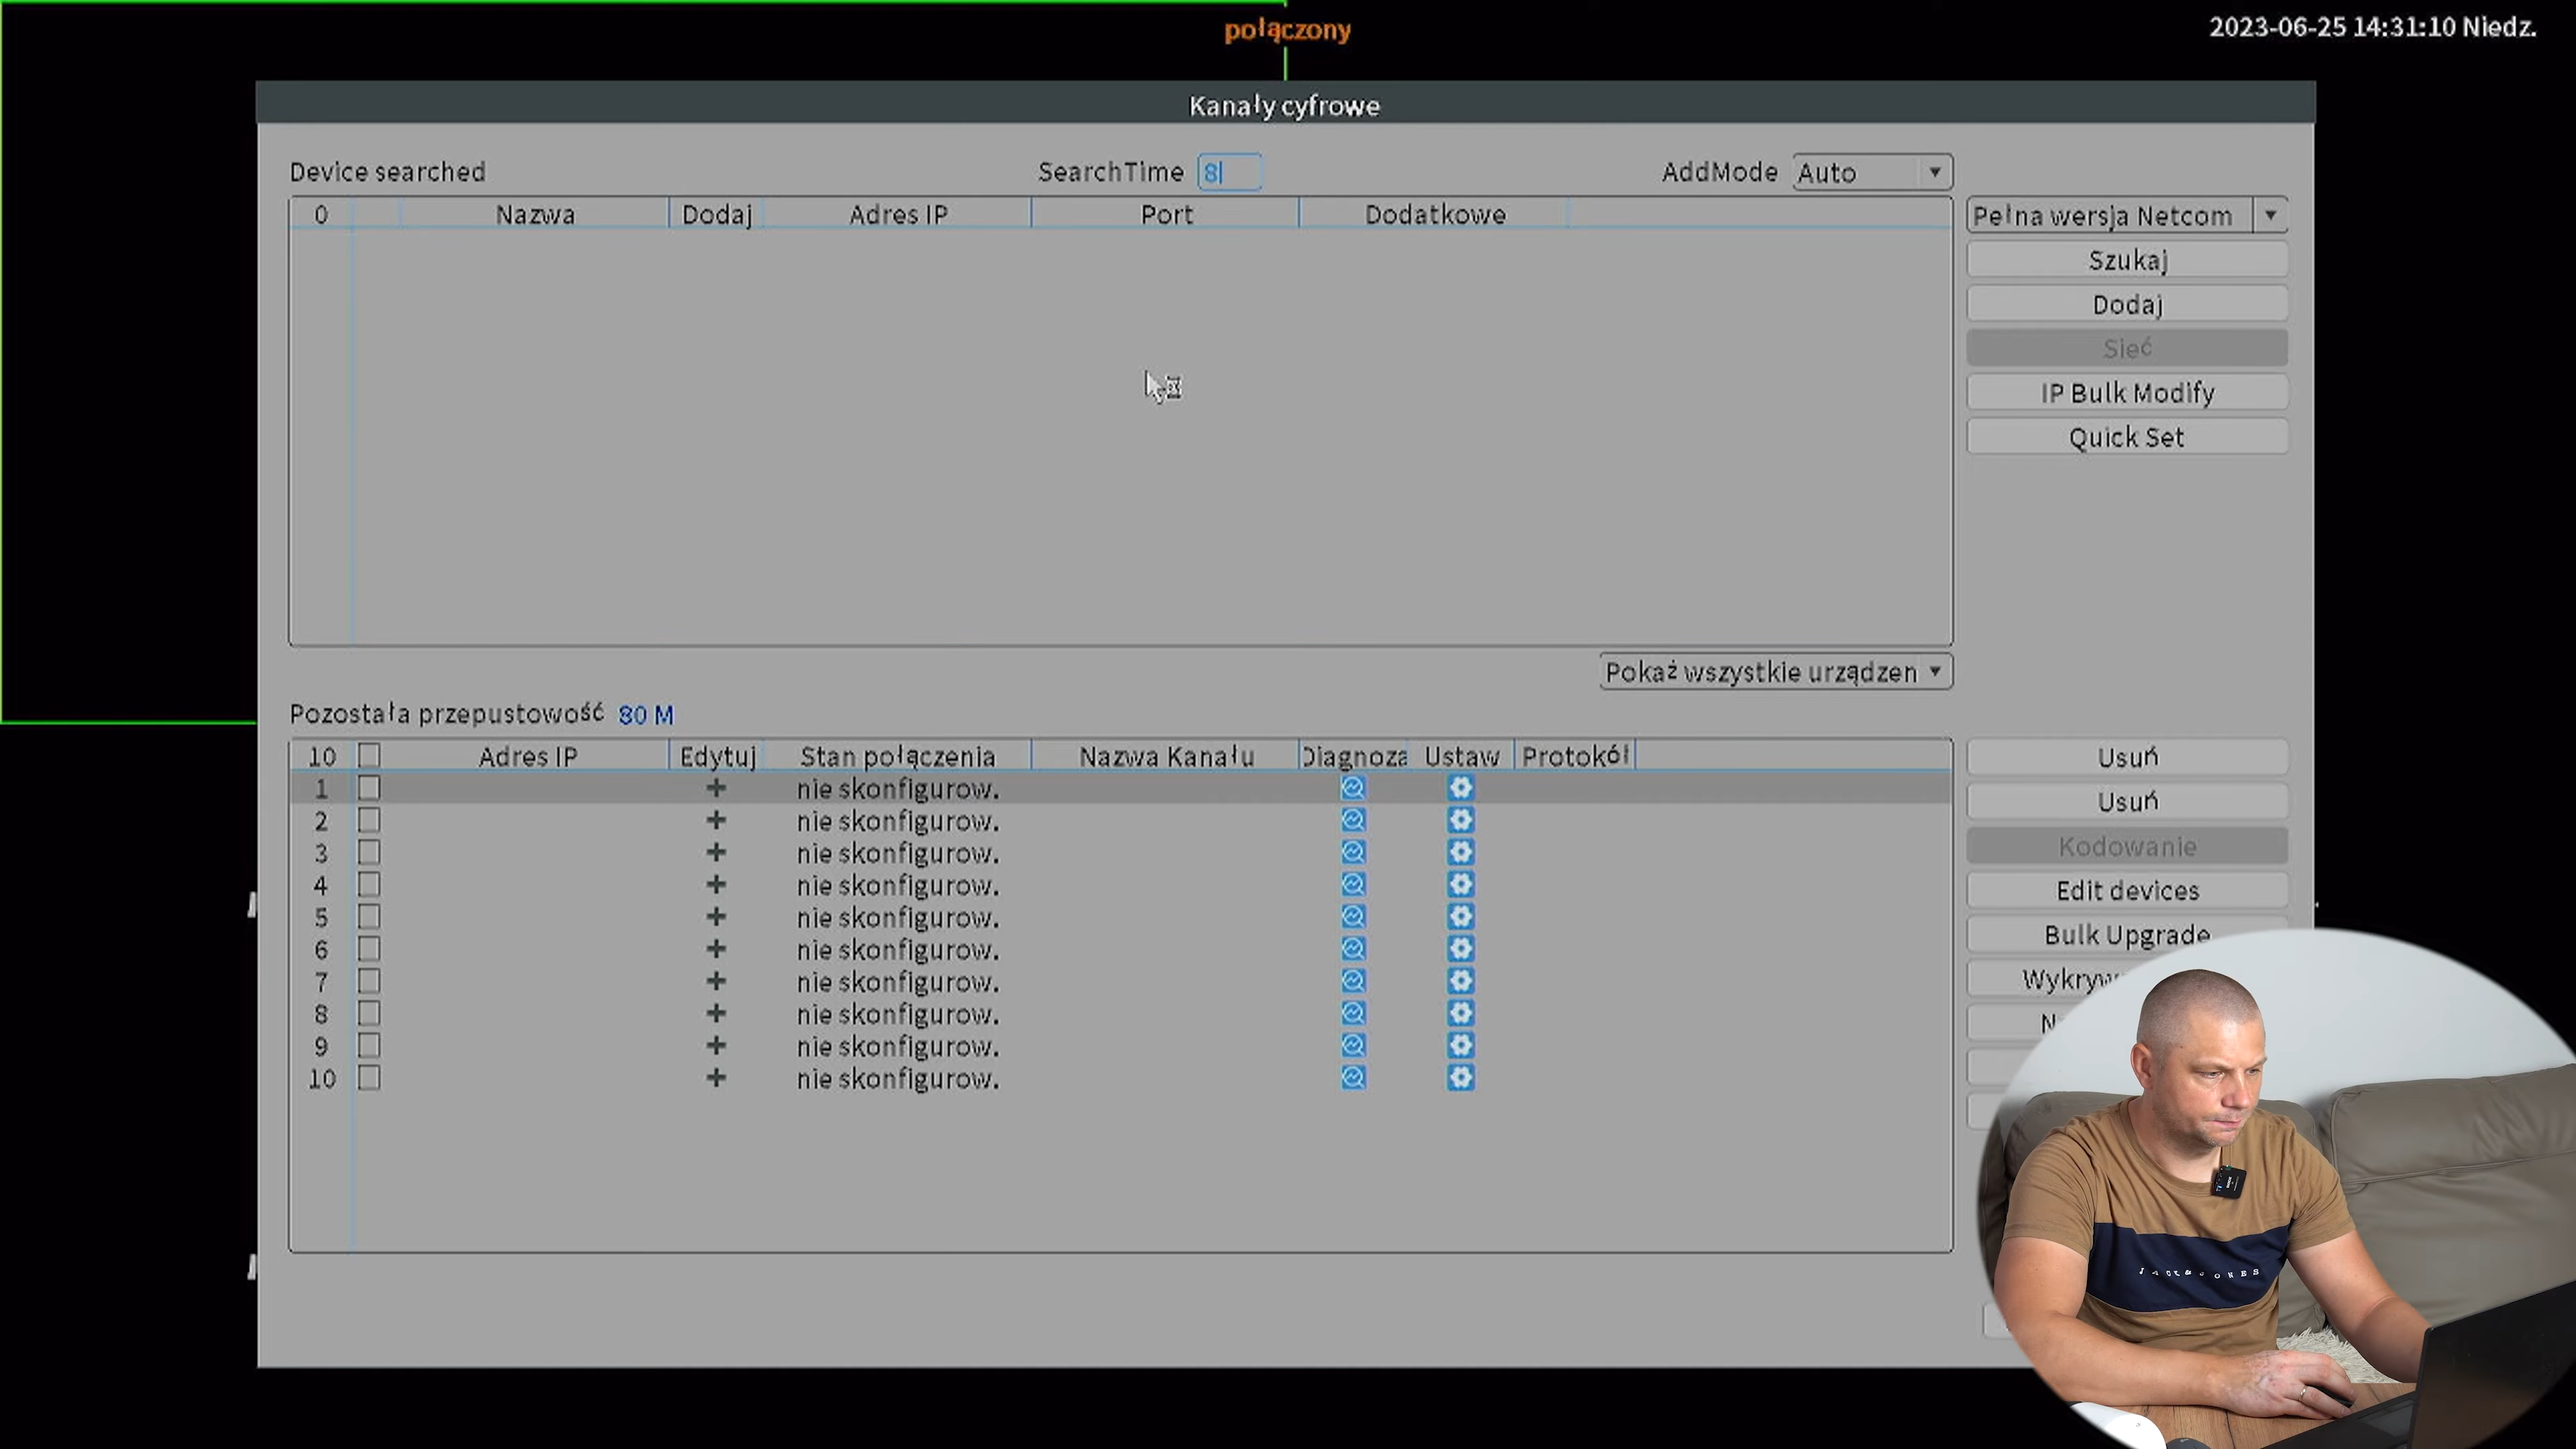 połączony
2023-06-25 14:31:10 Niedz.
Kanały cyfrowe
Device searched
SearchTime 8
AddMode Auto
0 Nazwa Dodaj Adres IP Port Dodatkowe
Pełna wersja Netcom
Szukaj
Dodaj
Sieć
IP Bulk Modify
Quick Set
Pokaż wszystkie urządzen
Pozostała przepustowość 80 M
10 Adres IP Edytuj Stan połączenia Nazwa Kanału Diagnoza Ustaw Protokół
1 nie skonfigurow.
2 nie skonfigurow.
3 nie skonfigurow.
4 nie skonfigurow.
5 nie skonfigurow.
6 nie skonfigurow.
7 nie skonfigurow.
8 nie skonfigurow.
9 nie skonfigurow.
10 nie skonfigurow.
Usuń
Usuń
Kodowanie
Edit devices
Bulk Upgrade
JACK & JONES